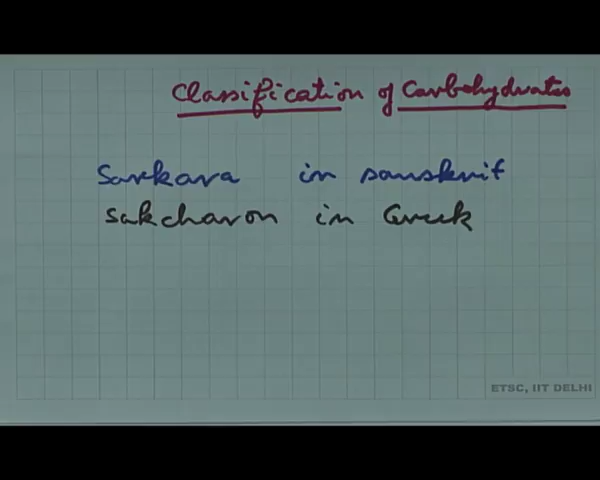 Classification of Carbohydrates
Sarkara in sanskrit
sakcharon in Greek
ETSC, IIT DELHI